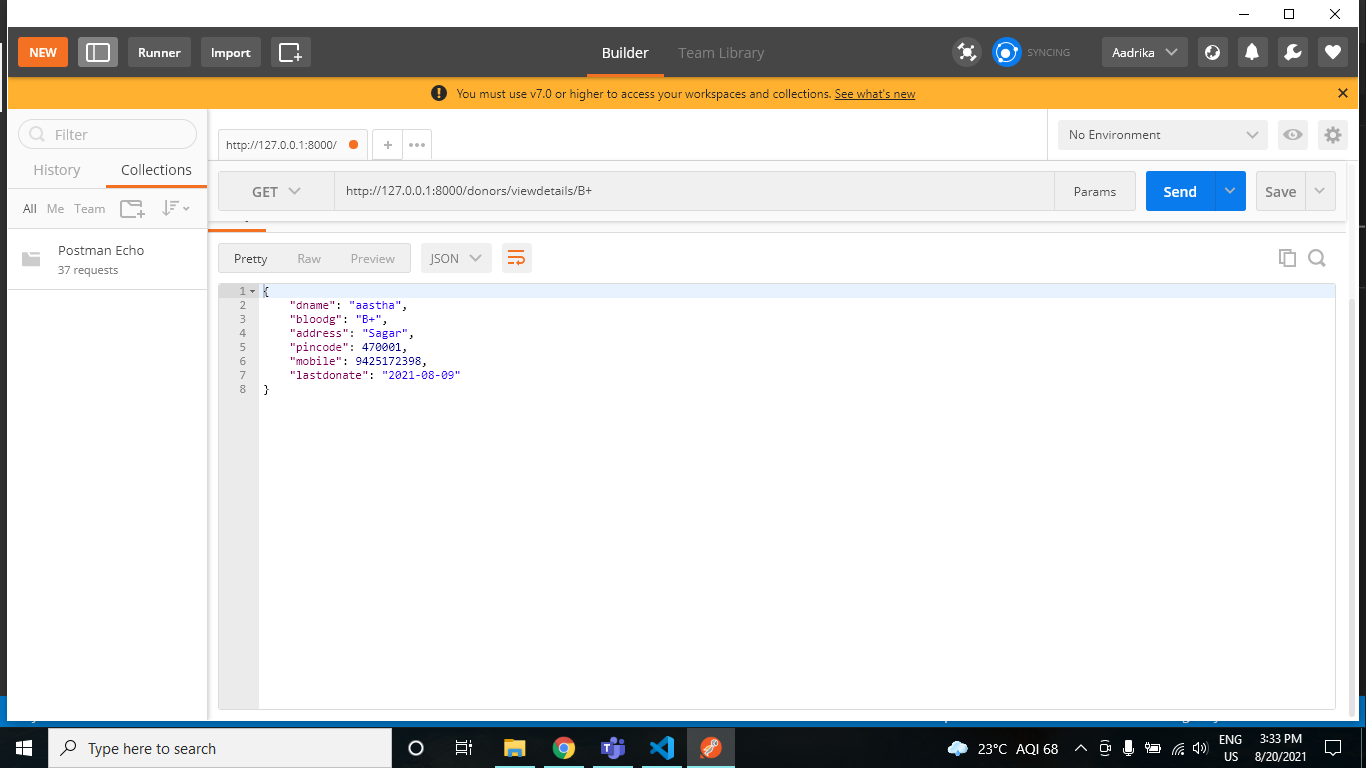 NEW
Runner
Import
Builder
Team Library
SYNCING
Aadrika
You must use v7.0 or higher to access your workspaces and collections. See what's new
Filter
History
Collections
All Me Team
Postman Echo
37 requests
http://127.0.0.1:8000/
No Environment
GET
http://127.0.0.1:8000/donors/viewdetails/B+
Params
Send
Save
Pretty
Raw
Preview
JSON
1 {
2 "dname": "aastha",
3 "bloodg": "B+",
4 "address": "Sagar",
5 "pincode": 470001,
6 "mobile": 9425172398,
7 "lastdonate": "2021-08-09"
8 }
Type here to search
23°C AQI 68
ENG
US
3:33 PM
8/20/2021